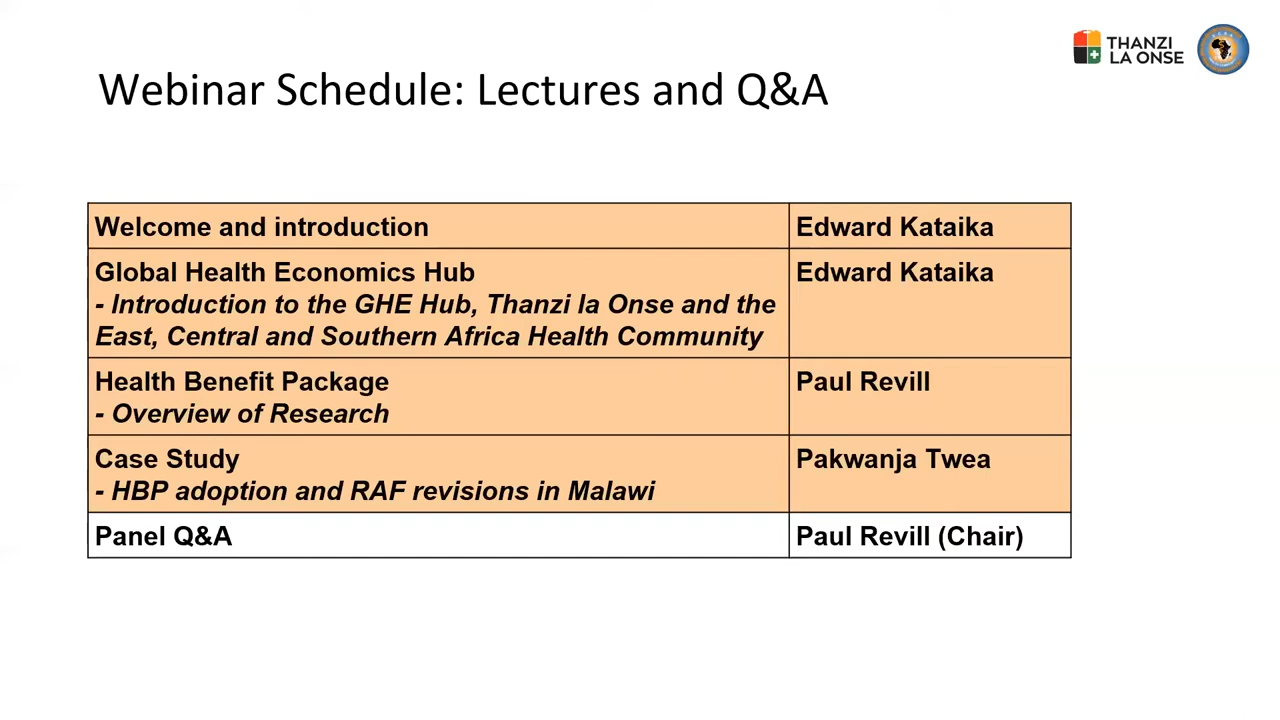 THANZI
LA ONSE
Webinar Schedule: Lectures and Q&A
Welcome and introduction
Edward Kataika
Global Health Economics Hub
Edward Kataika
- Introduction to the GHE Hub, Thanzi la Onse and the
East, Central and Southern Africa Health Community
Health Benefit Package
Paul Revill
- Overview of Research
Case Study
Pakwanja Twea
- HBP adoption and RAF revisions in Malawi
Panel Q&A
Paul Revill (Chair)